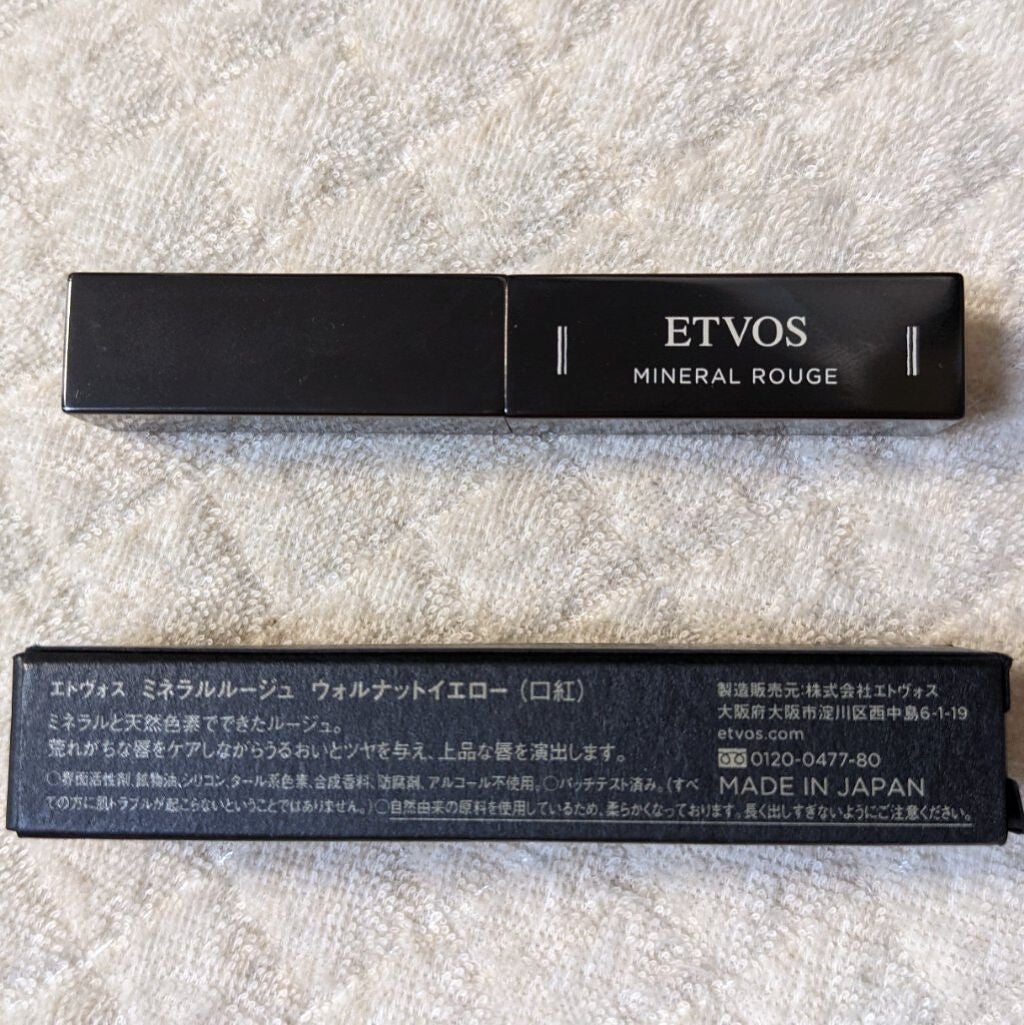 ETVOS
MINERAL ROUGE
エトヴォス ミネラルルージュ ウォルナットイエロー（口紅）
ミネラルと天然色素でできたルージュ。
荒れがちな唇をケアしながらうるおいとツヤを与え、上品な唇を演出します。
○界面活性剤、鉱物油、シリコン、タール系色素、合成香料、防腐剤、アルコール不使用。○パッチテスト済み。（すべ
ての方に肌トラブルが起こらないということではありません。）○自然由来の原料を使用しているため、柔らかくなっております。長く出しすぎないようにご注意ください。
製造販売元：株式会社エトヴォス
大阪府大阪市淀川区西中島6-1-19
etvos.com
0120-0477-80
MADE IN JAPAN